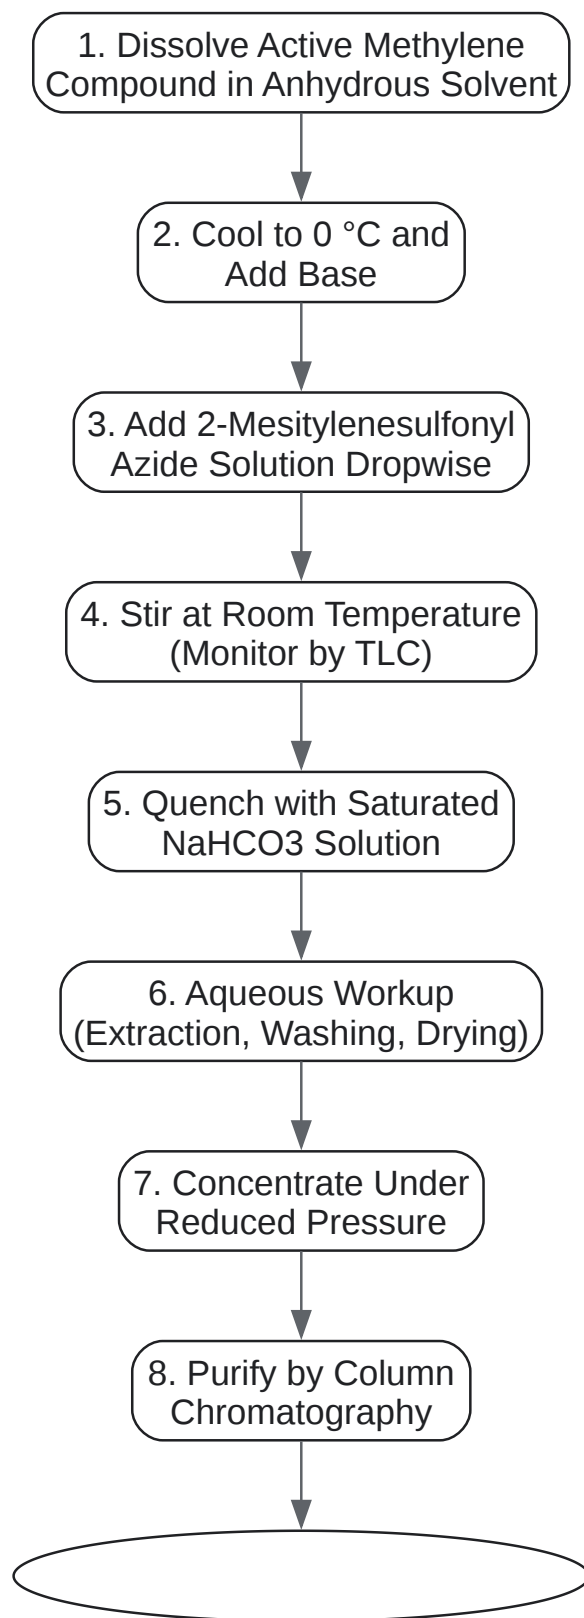 1. Dissolve Active Methylene
Compound in Anhydrous Solvent
2. Cool to 0 °C and
Add Base
3. Add 2-Mesitylenesulfonyl
Azide Solution Dropwise
4. Stir at Room Temperature
(Monitor by TLC)
5. Quench with Saturated
NaHCO3 Solution
6. Aqueous Workup
(Extraction, Washing, Drying)
7. Concentrate Under
Reduced Pressure
8. Purify by Column
Chromatography